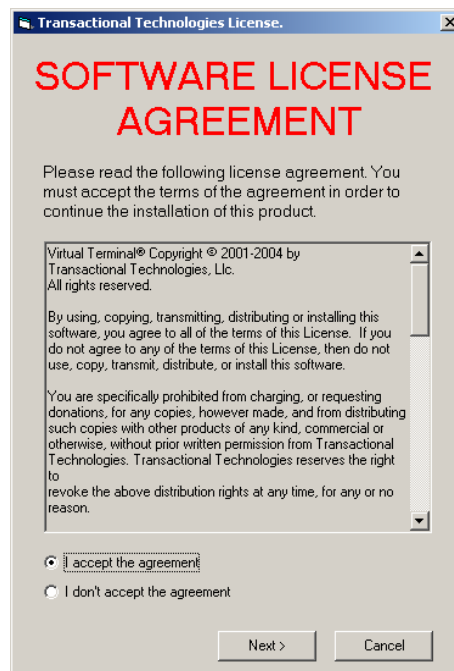 Transactional Technologies License.
SOFTWARE LICENSE
AGREEMENT
Please read the following license agreement. You
must accept the terms of the agreement in order to
continue the installation of this product.
Virtual Terminal® Copyright © 2001-2004 by
Transactional Technologies, Llc.
All rights reserved.
By using, copying, transmitting, distributing or installing this
software, you agree to all of the terms of this License.  If you
do not agree to any of the terms of this License, then do not
use, copy, transmit, distribute, or install this software.
You are specifically prohibited from charging, or requesting
donations, for any copies, however made, and from distributing
such copies with other products of any kind, commercial or
otherwise, without prior written permission from Transactional
Technologies. Transactional Technologies reserves the right
to
revoke the above distribution rights at any time, for any or no
reason.
I accept the agreement
I don't accept the agreement
Next > Cancel